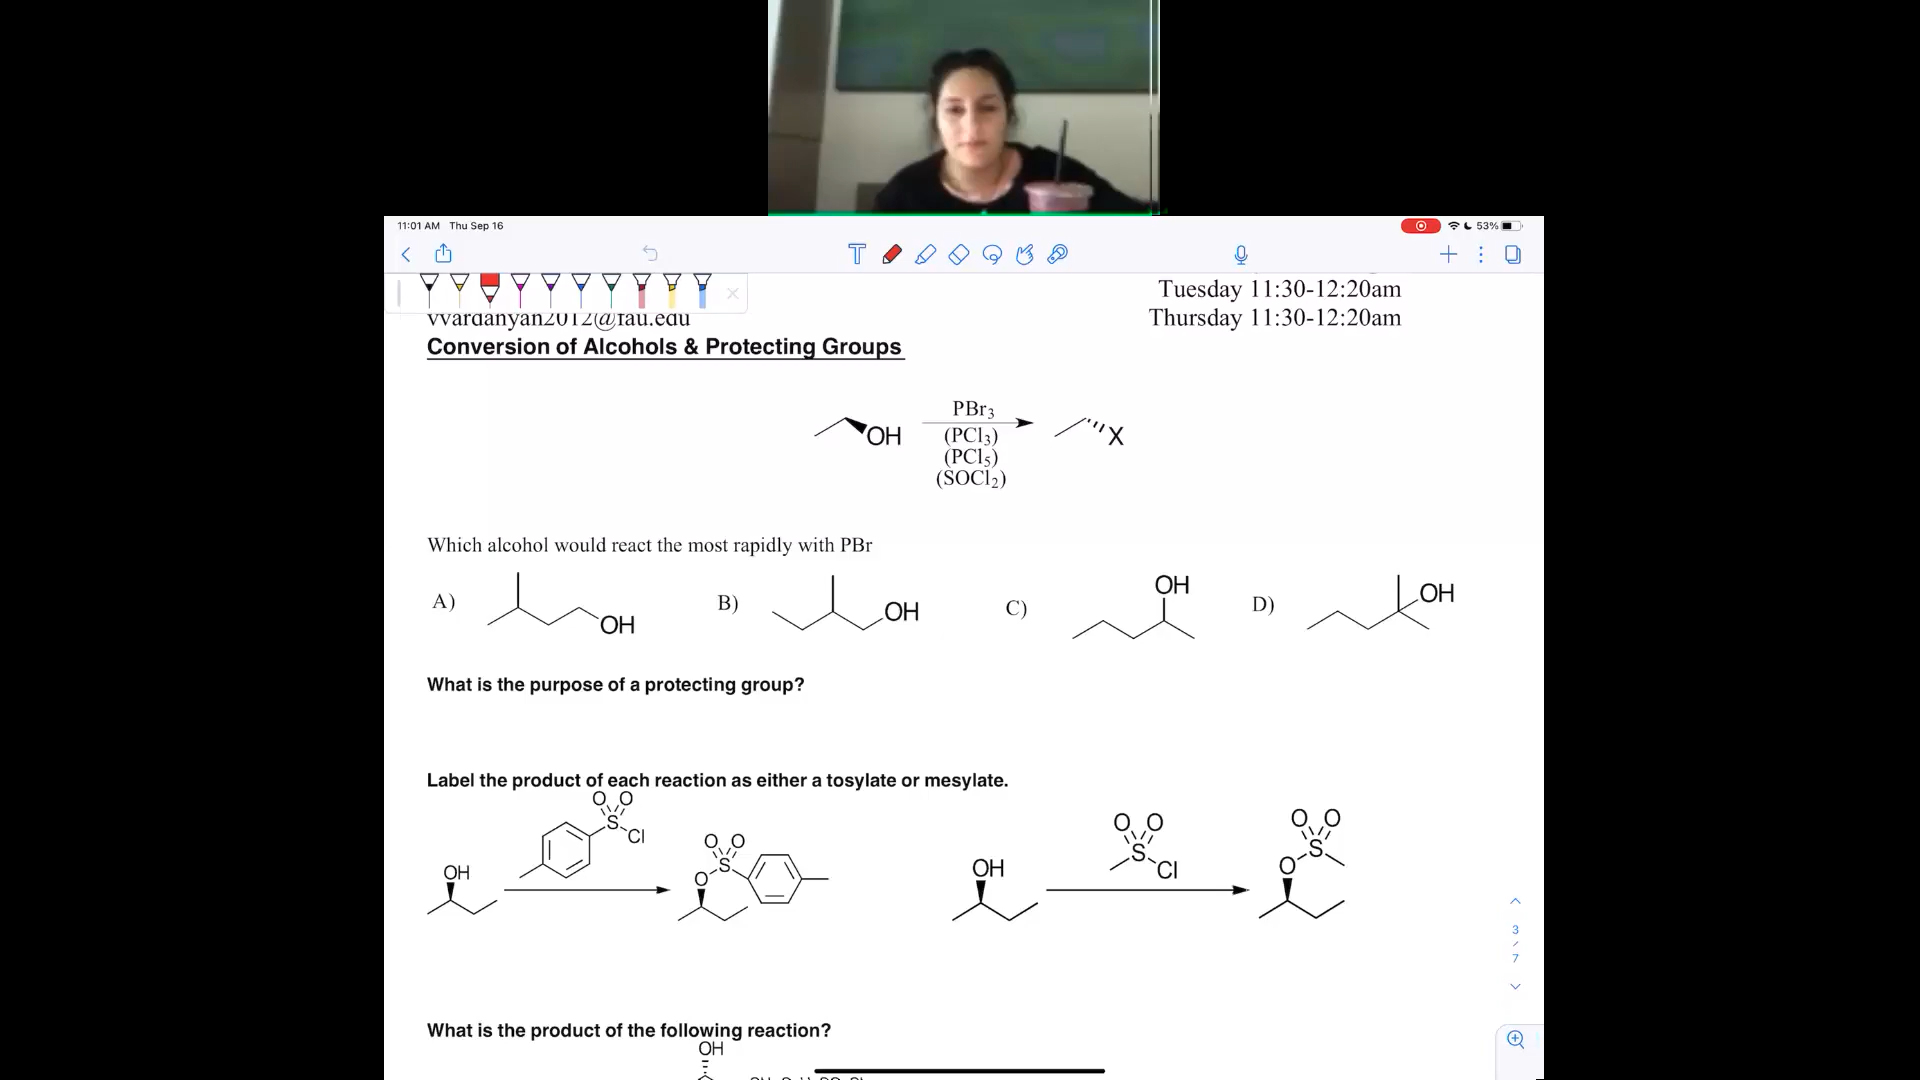 11:01 AM Thu Sep 16
53%
Tuesday 11:30-12:20am
vvardanyan2012@fau.edu
Thursday 11:30-12:20am
Conversion of Alcohols & Protecting Groups
PBr3
OH
(PCl3)
X
(PCl5)
(SOCl2)
Which alcohol would react the most rapidly with PBr
A)
OH
B)
OH
C)
OH
D)
OH
What is the purpose of a protecting group?
Label the product of each reaction as either a tosylate or mesylate.
OH
O O
S
Cl
O O
S
O
OH
O O
S
Cl
O O
S
O
3
/
7
What is the product of the following reaction?
OH